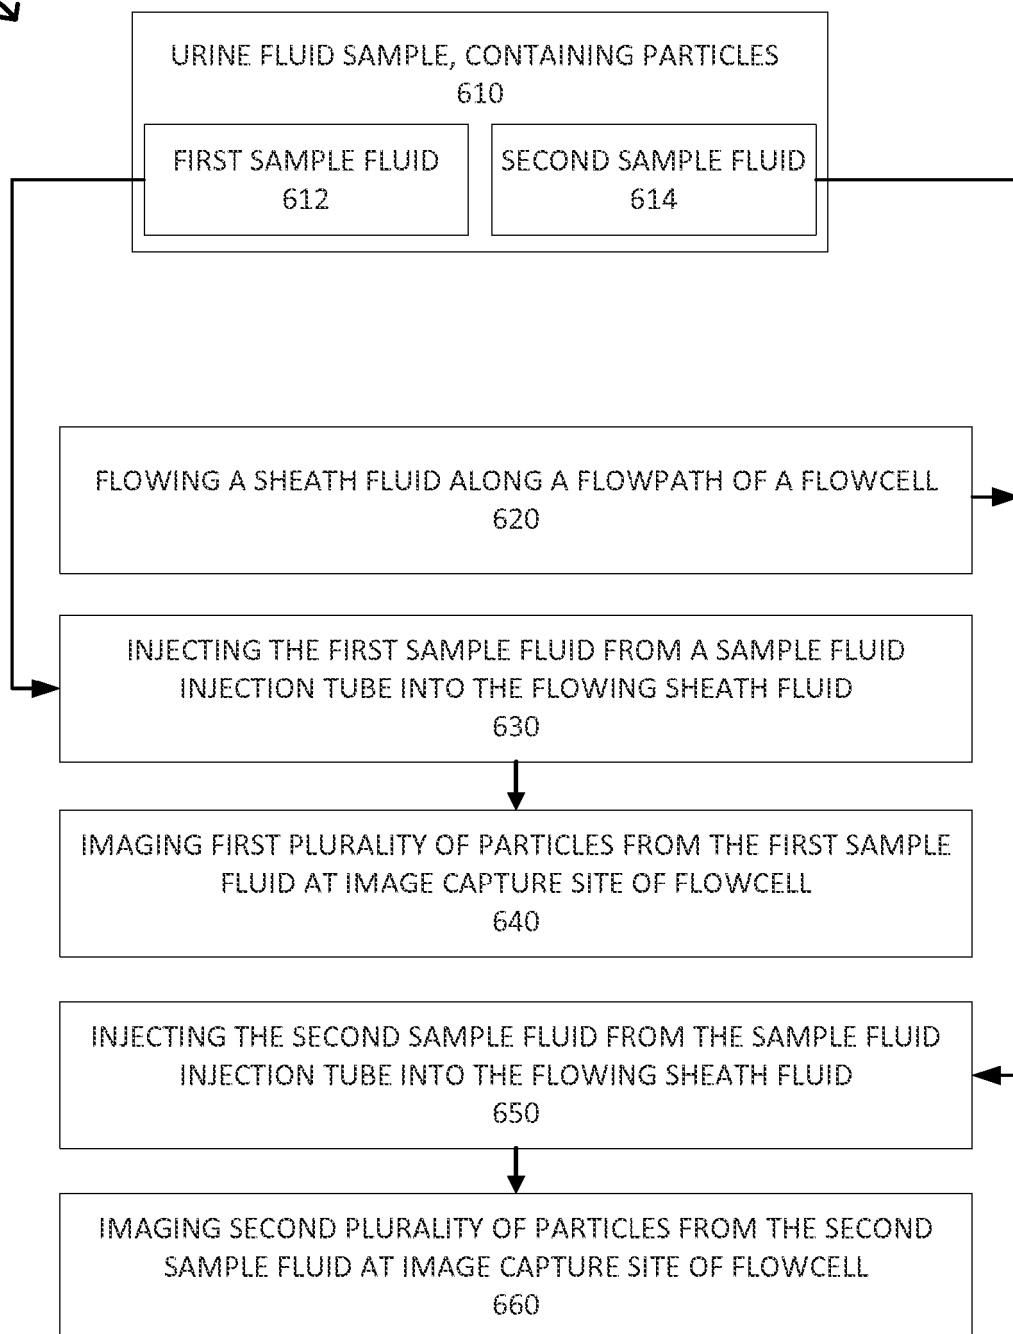 URINE FLUID SAMPLE, CONTAINING PARTICLES
610
FIRST SAMPLE FLUID
612
SECOND SAMPLE FLUID
614
FLOWING A SHEATH FLUID ALONG A FLOWPATH OF A FLOWCELL
620
INJECTING THE FIRST SAMPLE FLUID FROM A SAMPLE FLUID
INJECTION TUBE INTO THE FLOWING SHEATH FLUID
630
IMAGING FIRST PLURALITY OF PARTICLES FROM THE FIRST SAMPLE
FLUID AT IMAGE CAPTURE SITE OF FLOWCELL
640
INJECTING THE SECOND SAMPLE FLUID FROM THE SAMPLE FLUID
INJECTION TUBE INTO THE FLOWING SHEATH FLUID
650
IMAGING SECOND PLURALITY OF PARTICLES FROM THE SECOND
SAMPLE FLUID AT IMAGE CAPTURE SITE OF FLOWCELL
660